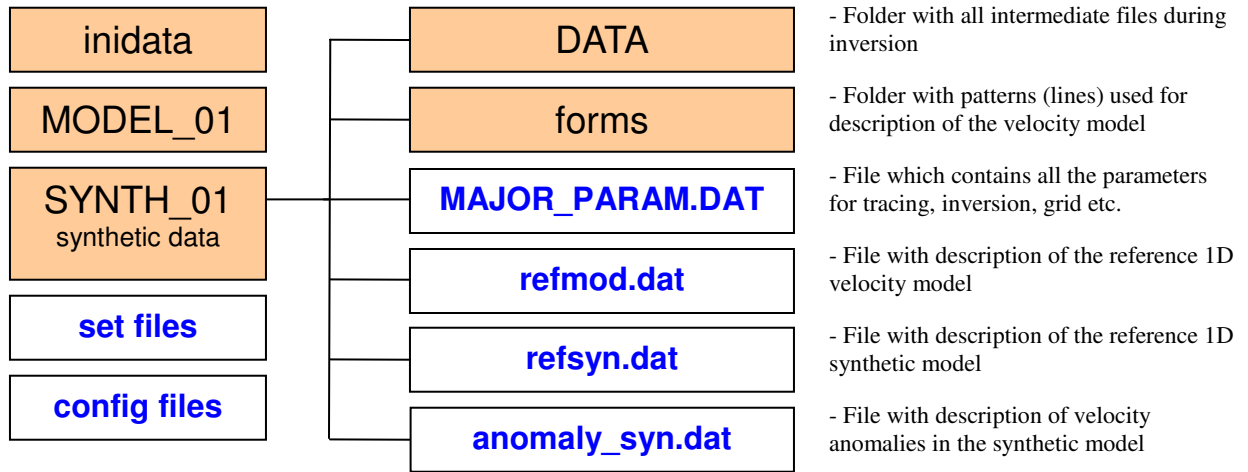 inidata
MODEL_01
SYNTH_01
synthetic data
set files
config files
DATA
forms
MAJOR_PARAM.DAT
refmod.dat
refsyn.dat
anomaly_syn.dat
- Folder with all intermediate files during
inversion
- Folder with patterns (lines) used for
description of the velocity model
- File which contains all the parameters
for tracing, inversion, grid etc.
- File with description of the reference 1D
velocity model
- File with description of the reference 1D
synthetic model
- File with description of velocity
anomalies in the synthetic model